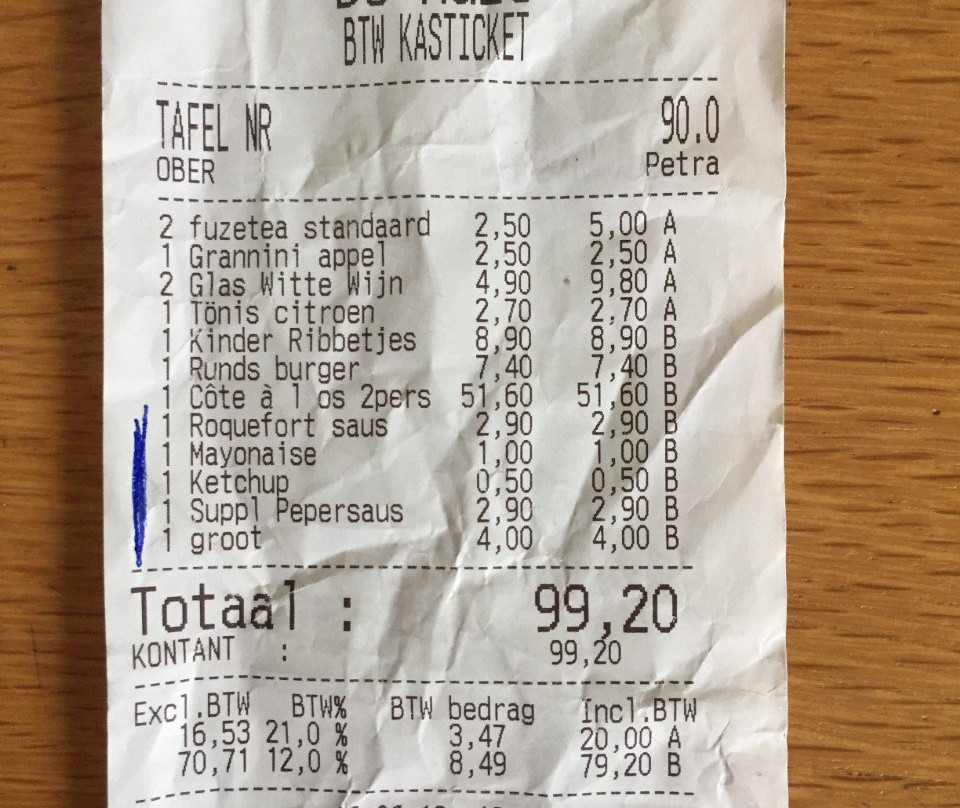 BTW KASTICKET
TAFEL NR 90.0
OBER Petra
2 fuzetea standaard 2,50 5,00 A
1 Grannini appel 2,50 2,50 A
2 Glas Witte Wijn 4,90 9,80 A
1 Tönis citroen 2,70 2,70 A
1 Kinder Ribbetjes 8,90 8,90 B
1 Runds burger 7,40 7,40 B
1 Côte à l os 2pers 51,60 51,60 B
1 Roquefort saus 2,90 2,90 B
1 Mayonaise 1,00 1,00 B
1 Ketchup 0,50 0,50 B
1 Suppl Pepersaus 2,90 2,90 B
1 groot 4,00 4,00 B
Totaal : 99,20
KONTANT : 99,20
Excl.BTW BTW% BTW bedrag Incl.BTW
16,53 21,0 % 3,47 20,00 A
70,71 12,0 % 8,49 79,20 B